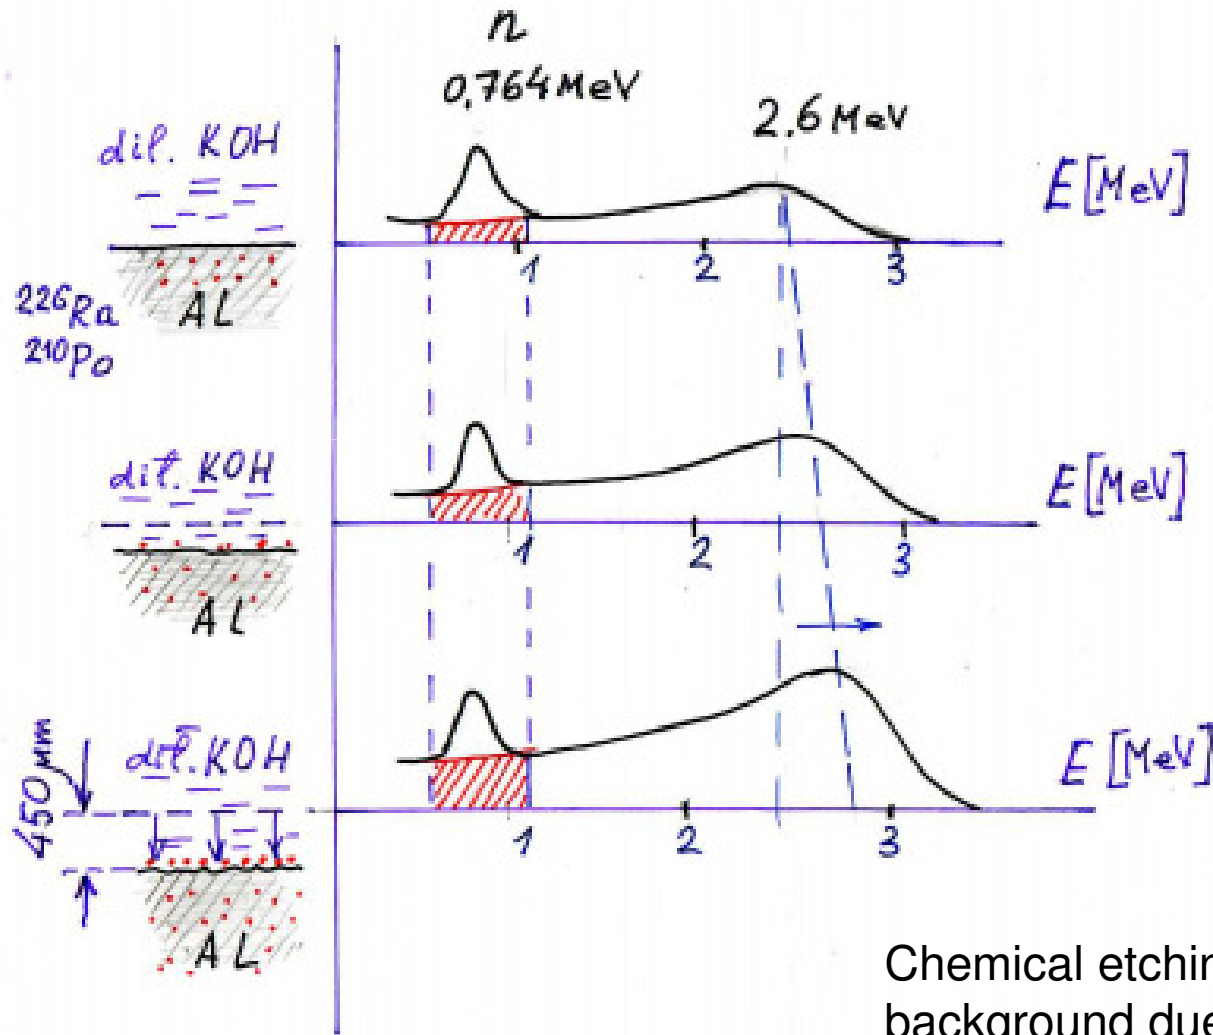 n
0,764 MeV
2.6 MeV
dil. KOH
E [MeV]
1
2
3
226Ra
210Po
AL
dil. KOH
E [MeV]
1
2
3
AL
450 μm
dil. KOH
E [MeV]
1
2
3
AL
Chemical etchin
background due